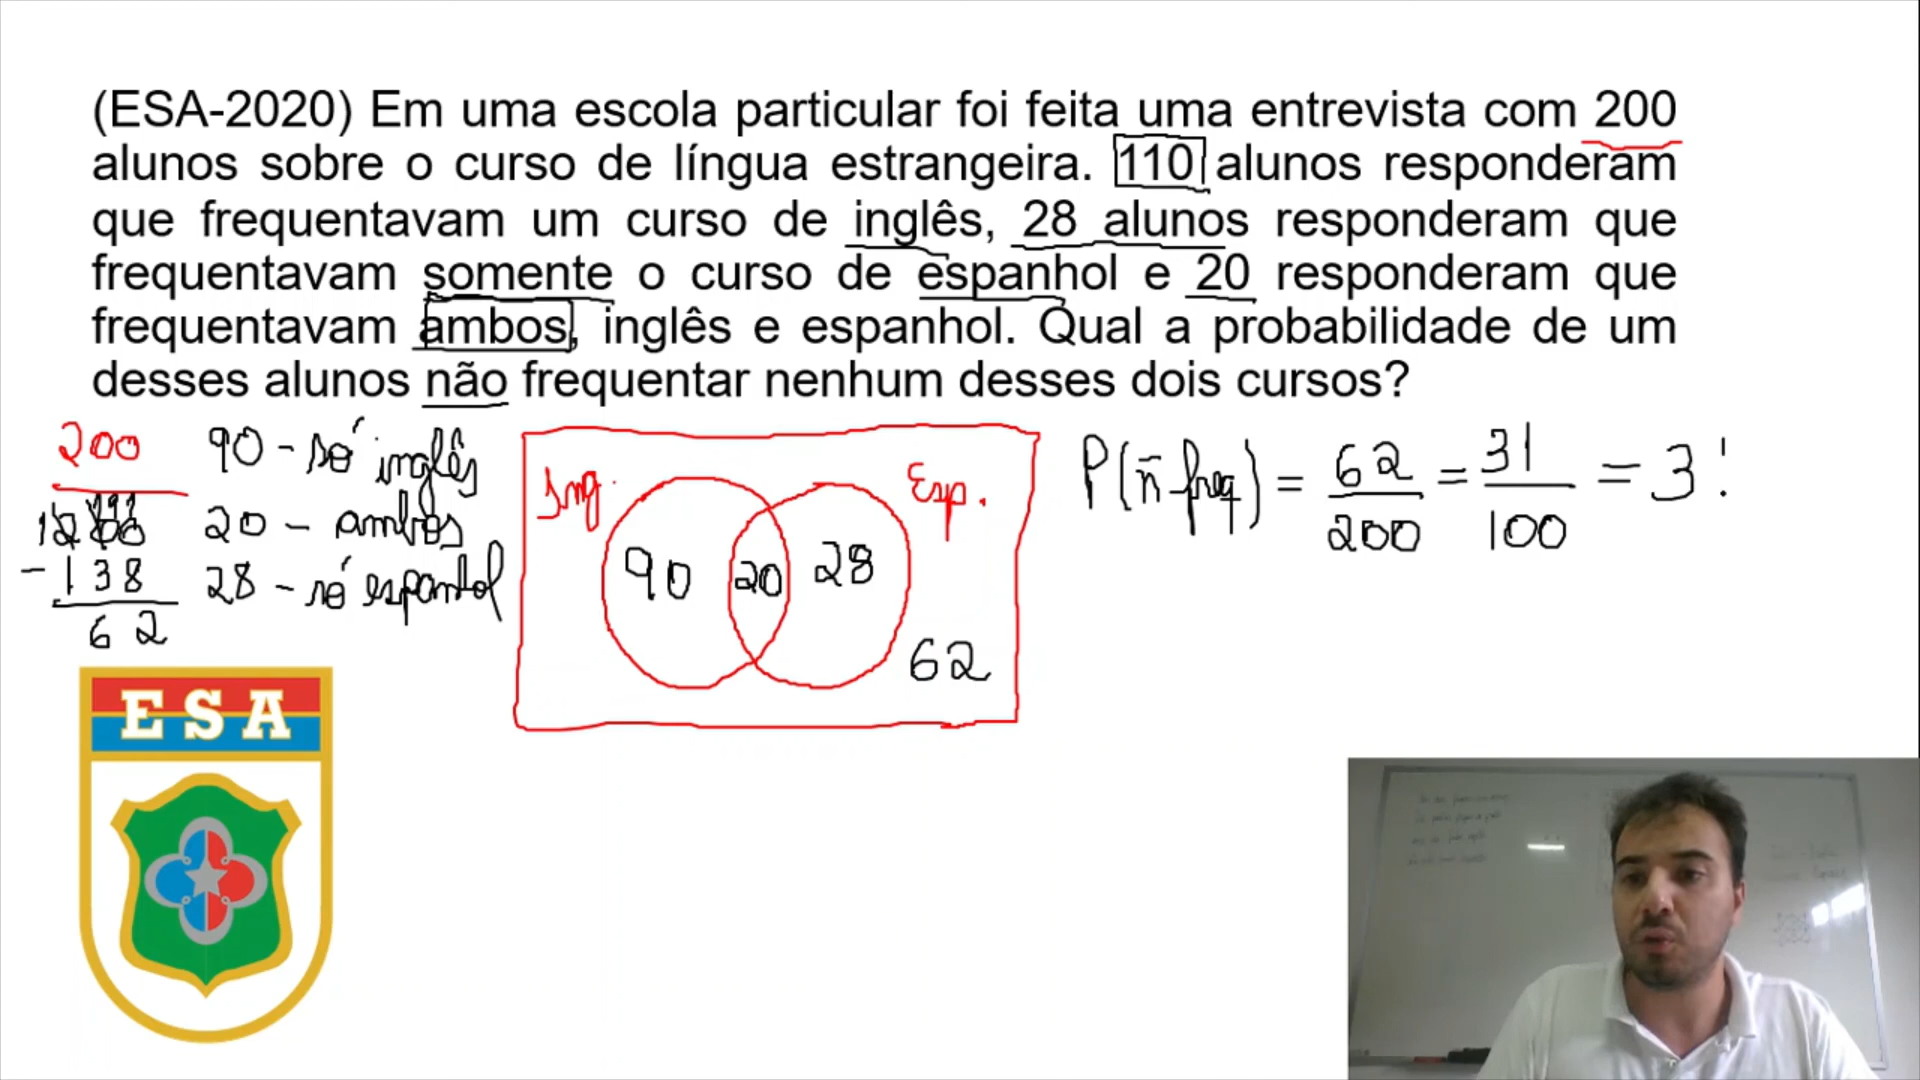 (ESA-2020) Em uma escola particular foi feita uma entrevista com 200
alunos sobre o curso de língua estrangeira. 110 alunos responderam
que frequentavam um curso de inglês, 28 alunos responderam que
frequentavam somente o curso de espanhol e 20 responderam que
frequentavam ambos, inglês e espanhol. Qual a probabilidade de um
desses alunos não frequentar nenhum desses dois cursos?
200
90 - só inglês
20 - ambos
- 138
28 - só espanhol
62
Ing.
Esp.
90 20 28
62
P(ñ freq) = 62/200 = 31/100 = 3
ESA